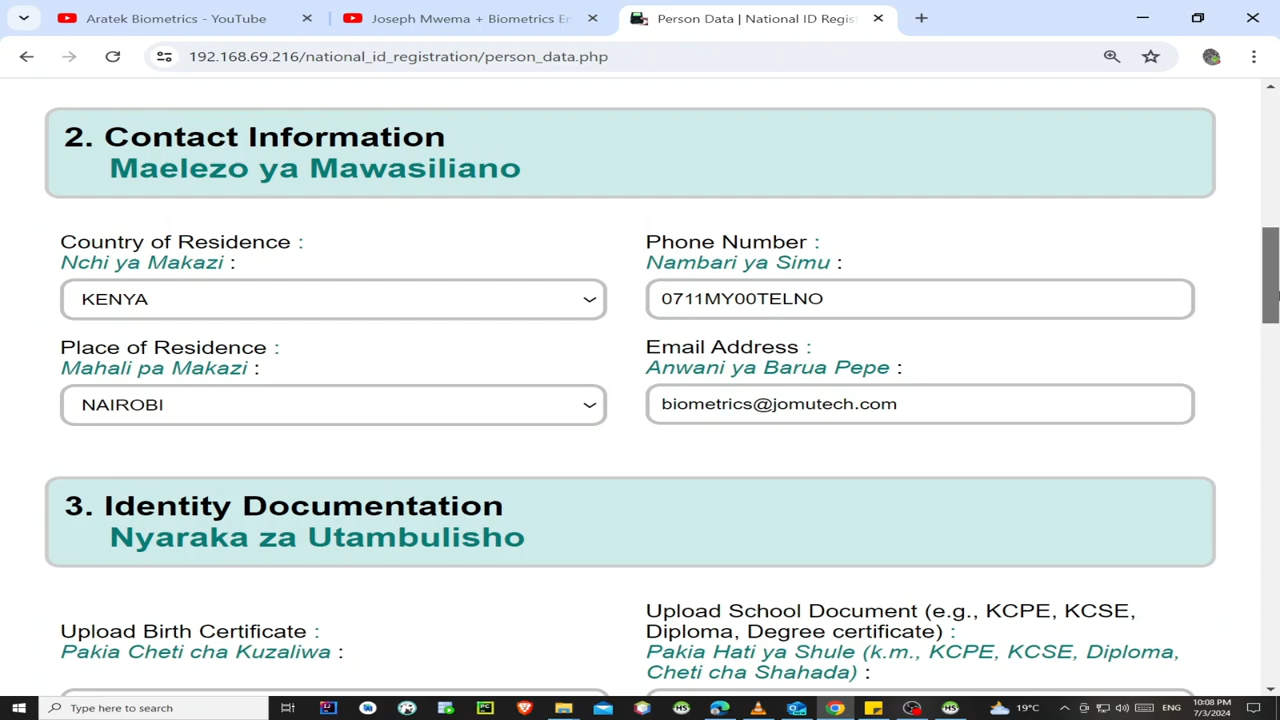 Aratek Biometrics - YouTube
Joseph Mwema + Biometrics En
Person Data | National ID Regis
192.168.69.216/national_id_registration/person_data.php
2. Contact Information
Maelezo ya Mawasiliano
Country of Residence :
Nchi ya Makazi :
KENYA
Phone Number :
Nambari ya Simu :
0711MY00TELNO
Place of Residence :
Mahali pa Makazi :
NAIROBI
Email Address :
Anwani ya Barua Pepe :
biometrics@jomutech.com
3. Identity Documentation
Nyaraka za Utambulisho
Upload Birth Certificate :
Pakia Cheti cha Kuzaliwa :
Upload School Document (e.g., KCPE, KCSE,
Diploma, Degree certificate) :
Pakia Hati ya Shule (k.m., KCPE, KCSE, Diploma,
Cheti cha Shahada) :
Type here to search
19°C
10:08 PM
7/3/2024